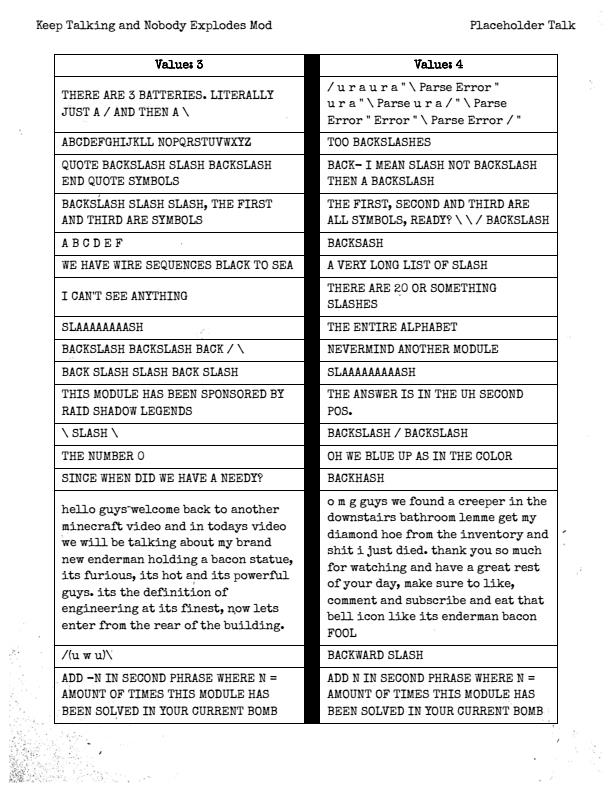 Keep Talking and Nobody Explodes Mod
Placeholder Talk
Value: 3
Value: 4
THERE ARE 3 BATTERIES. LITERALLY
JUST A / AND THEN A \
/ u r a u r a " \ Parse Error "
u r a " \ Parse u r a / " \ Parse
Error " Error " \ Parse Error / "
ABCDEFGHIJKLL NOPQRSTUVWXYZ
TOO BACKSLASHES
QUOTE BACKSLASH SLASH BACKSLASH
END QUOTE SYMBOLS
BACK- I MEAN SLASH NOT BACKSLASH
THEN A BACKSLASH
BACKSLASH SLASH SLASH, THE FIRST
AND THIRD ARE SYMBOLS
THE FIRST, SECOND AND THIRD ARE
ALL SYMBOLS, READY? \ \ / BACKSLASH
A B C D E F
BACKSASH
WE HAVE WIRE SEQUENCES BLACK TO SEA
A VERY LONG LIST OF SLASH
I CAN'T SEE ANYTHING
THERE ARE 20 OR SOMETHING
SLASHES
SLAAAAAAAASH
THE ENTIRE ALPHABET
BACKSLASH BACKSLASH BACK / \
NEVERMIND ANOTHER MODULE
BACK SLASH SLASH BACK SLASH
SLAAAAAAAAASH
THIS MODULE HAS BEEN SPONSORED BY
RAID SHADOW LEGENDS
THE ANSWER IS IN THE UH SECOND
POS.
\ SLASH \
BACKSLASH / BACKSLASH
THE NUMBER 0
OH WE BLUE UP AS IN THE COLOR
SINCE WHEN DID WE HAVE A NEEDY?
BACKHASH
hello guys welcome back to another
minecraft video and in todays video
we will be talking about my brand
new enderman holding a bacon statue,
its furious, its hot and its powerful
guys. its the definition of
engineering at its finest, now lets
enter from the rear of the building.
o m g guys we found a creeper in the
downstairs bathroom lemme get my
diamond hoe from the inventory and
shit i just died. thank you so much
for watching and have a great rest
of your day, make sure to like,
comment and subscribe and eat that
bell icon like its enderman bacon
FOOL
/(u w u)\
BACKWARD SLASH
ADD -N IN SECOND PHRASE WHERE N =
AMOUNT OF TIMES THIS MODULE HAS
BEEN SOLVED IN YOUR CURRENT BOMB
ADD N IN SECOND PHRASE WHERE N =
AMOUNT OF TIMES THIS MODULE HAS
BEEN SOLVED IN YOUR CURRENT BOMB